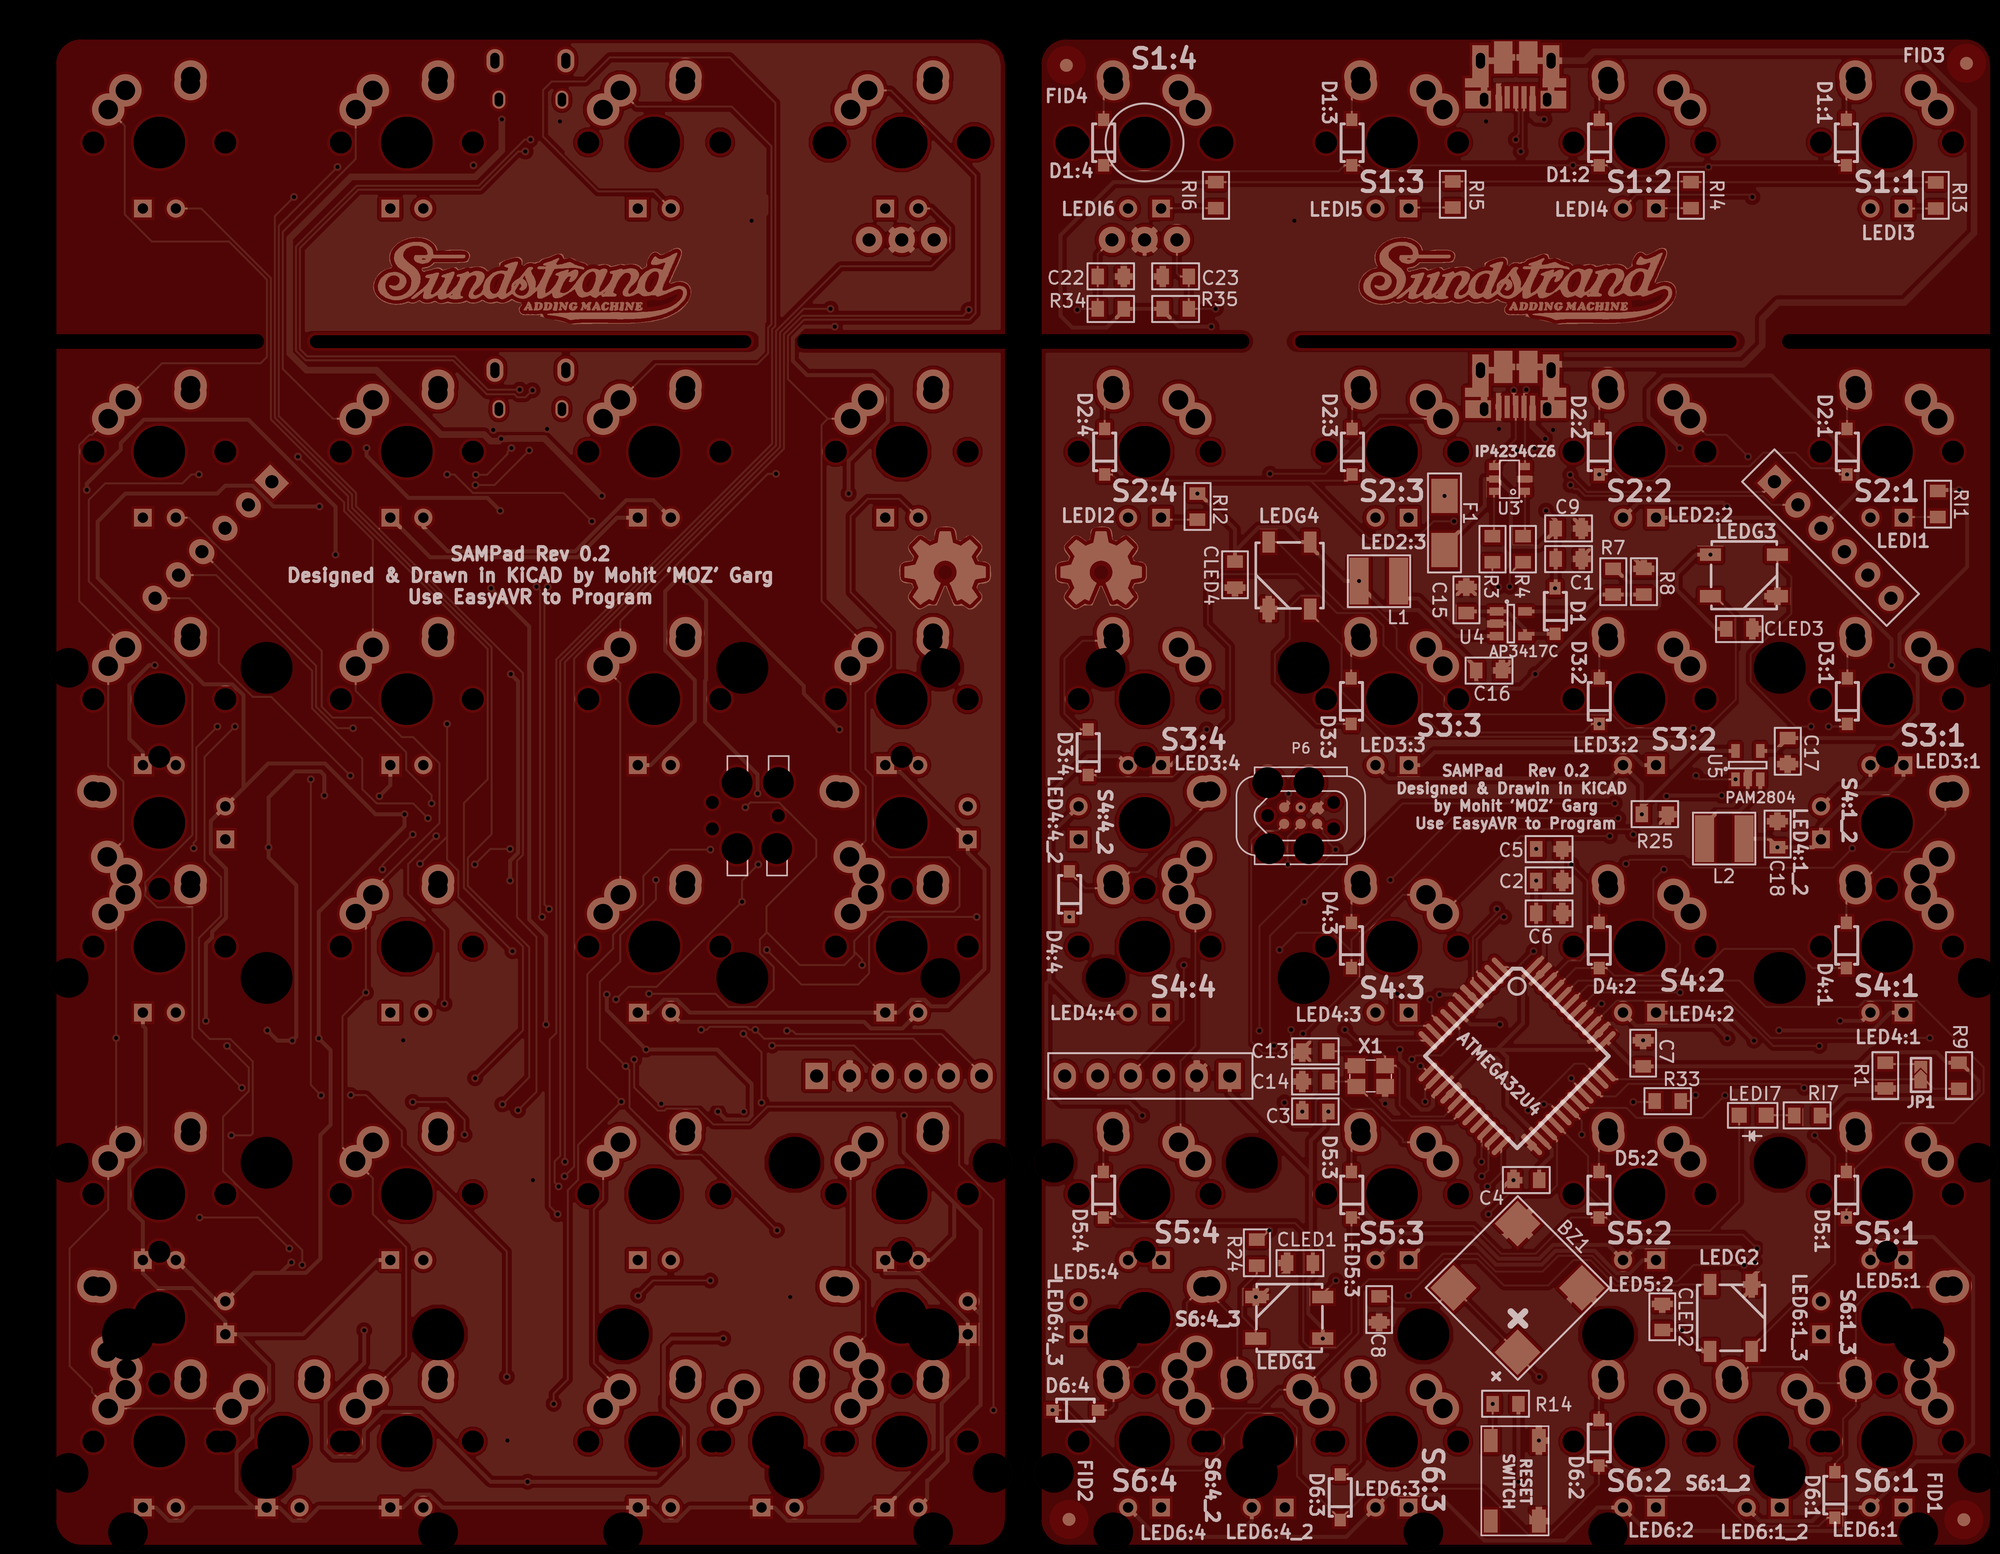 Sundstrand
ADDING MACHINE
SAMPad Rev 0.2
Designed & Drawn in KiCAD by Mohit ‘MOZ’ Garg
Use EasyAVR to Program
S1:4
FID3
FID4
D1:3
D1:2
D1:1
D1:4
R16
S1:3
R15
S1:2
R14
S1:1
R13
LED16
LED15
LED14
LED13
C22
C23
R34
R35
Sundstrand
ADDING MACHINE
D2:4
D2:3
D2:2
D2:1
IP4234CZ6
S2:4
S2:3
S2:2
S2:1
LED12
R12
LEDG4
F1
U3
C9
LED2:2
LEDG3
R11
LED2:3
LED11
CLED4
C15
R3
R4
C1
R7
R8
L1
D1
U4
CLED3
AP3417C
C16
D3:2
D3:1
D3:3
S3:4
S3:3
S3:2
S3:1
D3:4
LED3:4
P6
LED3:3
LED3:2
U5
C17
LED3:1
SAMPad Rev 0.2
Designed & Drawin in KiCAD
by Mohit ‘MOZ’ Garg
Use EasyAVR to Program
PAM2804
LED4:4_2
S4:4_2
R25
L2
C18
LED4:1_2
S4:1_2
C5
C2
C6
D4:4
D4:3
D4:2
D4:1
S4:4
S4:3
S4:2
S4:1
LED4:4
LED4:3
LED4:2
LED4:1
C13
X1
C14
C3
ATMEGA32U4
C7
R33
R1
JP1
R9
LED17
R17
D5:3
D5:2
C4
D5:4
D5:1
S5:4
S5:3
S5:2
S5:1
BZ1
R24
CLED1
LED5:3
LEDG2
LED5:4
LED5:2
LED5:1
LED6:4_3
S6:4_3
LEDG1
C8
CLED2
LED6:1_3
S6:1_3
D6:4
R14
RESET
SWITCH
FID2
S6:4
S6:4_2
D6:3
LED6:3
S6:3
D6:2
S6:2
S6:1_2
D6:1
S6:1
FID1
LED6:4
LED6:4_2
LED6:2
LED6:1_2
LED6:1